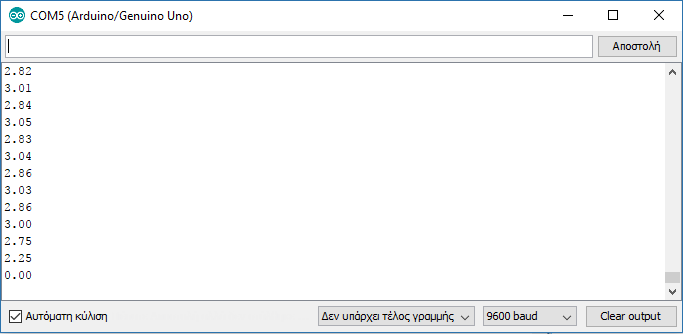 COM5 (Arduino/Genuino Uno)
Αποστολή
2.82
3.01
2.84
3.05
2.83
3.04
2.86
3.03
2.86
3.00
2.75
2.25
0.00
Αυτόματη κύλιση
Δεν υπάρχει τέλος γραμμής
9600 baud
Clear output